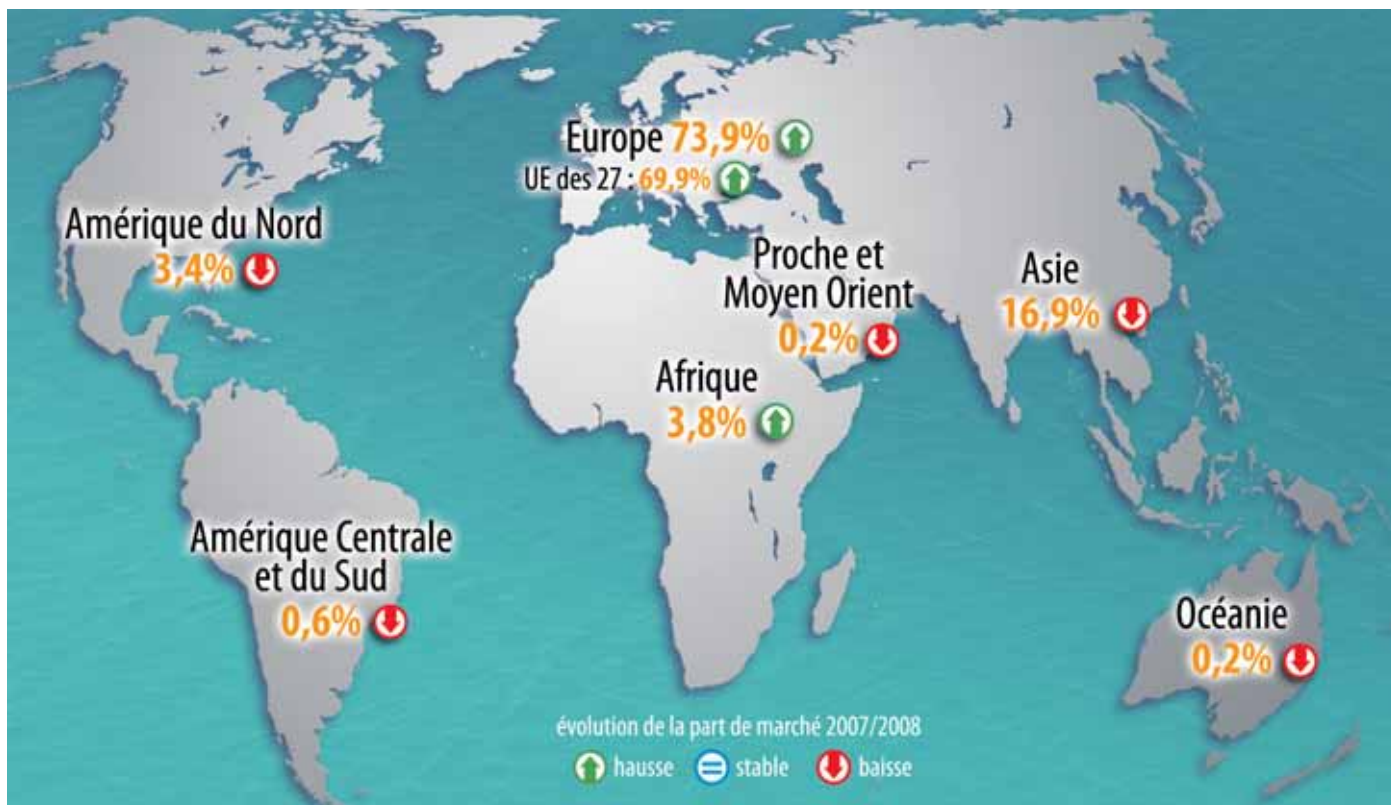 Europe 73,9%
UE des 27 : 69,9%
Amérique du Nord
3,4%
Proche et
Moyen Orient
0,2%
Asie
16,9%
Afrique
3,8%
Amérique Centrale
et du Sud
0,6%
Océanie
0,2%
évolution de la part de marché 2007/2008
hausse stable baisse